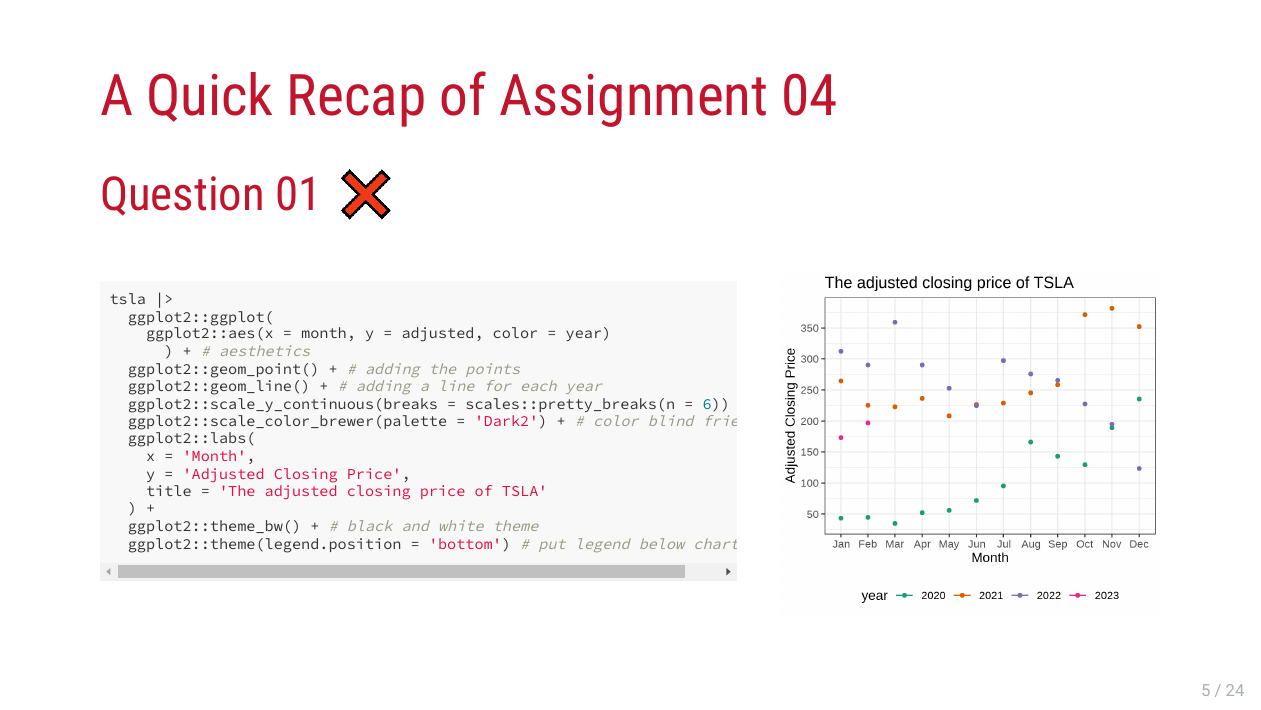 A Quick Recap of Assignment 04
Question 01
tsla |>
  ggplot2::ggplot(
    ggplot2::aes(x = month, y = adjusted, color = year)
      ) + # aesthetics
  ggplot2::geom_point() + # adding the points
  ggplot2::geom_line() + # adding a line for each year
  ggplot2::scale_y_continuous(breaks = scales::pretty_breaks(n = 6))
  ggplot2::scale_color_brewer(palette = 'Dark2') + # color blind frie
  ggplot2::labs(
    x = 'Month',
    y = 'Adjusted Closing Price',
    title = 'The adjusted closing price of TSLA'
  ) +
  ggplot2::theme_bw() + # black and white theme
  ggplot2::theme(legend.position = 'bottom') # put legend below chart
The adjusted closing price of TSLA
Adjusted Closing Price
350
300
250
200
150
100
50
Jan Feb Mar Apr May Jun Jul Aug Sep Oct Nov Dec
Month
year 2020 2021 2022 2023
5 / 24